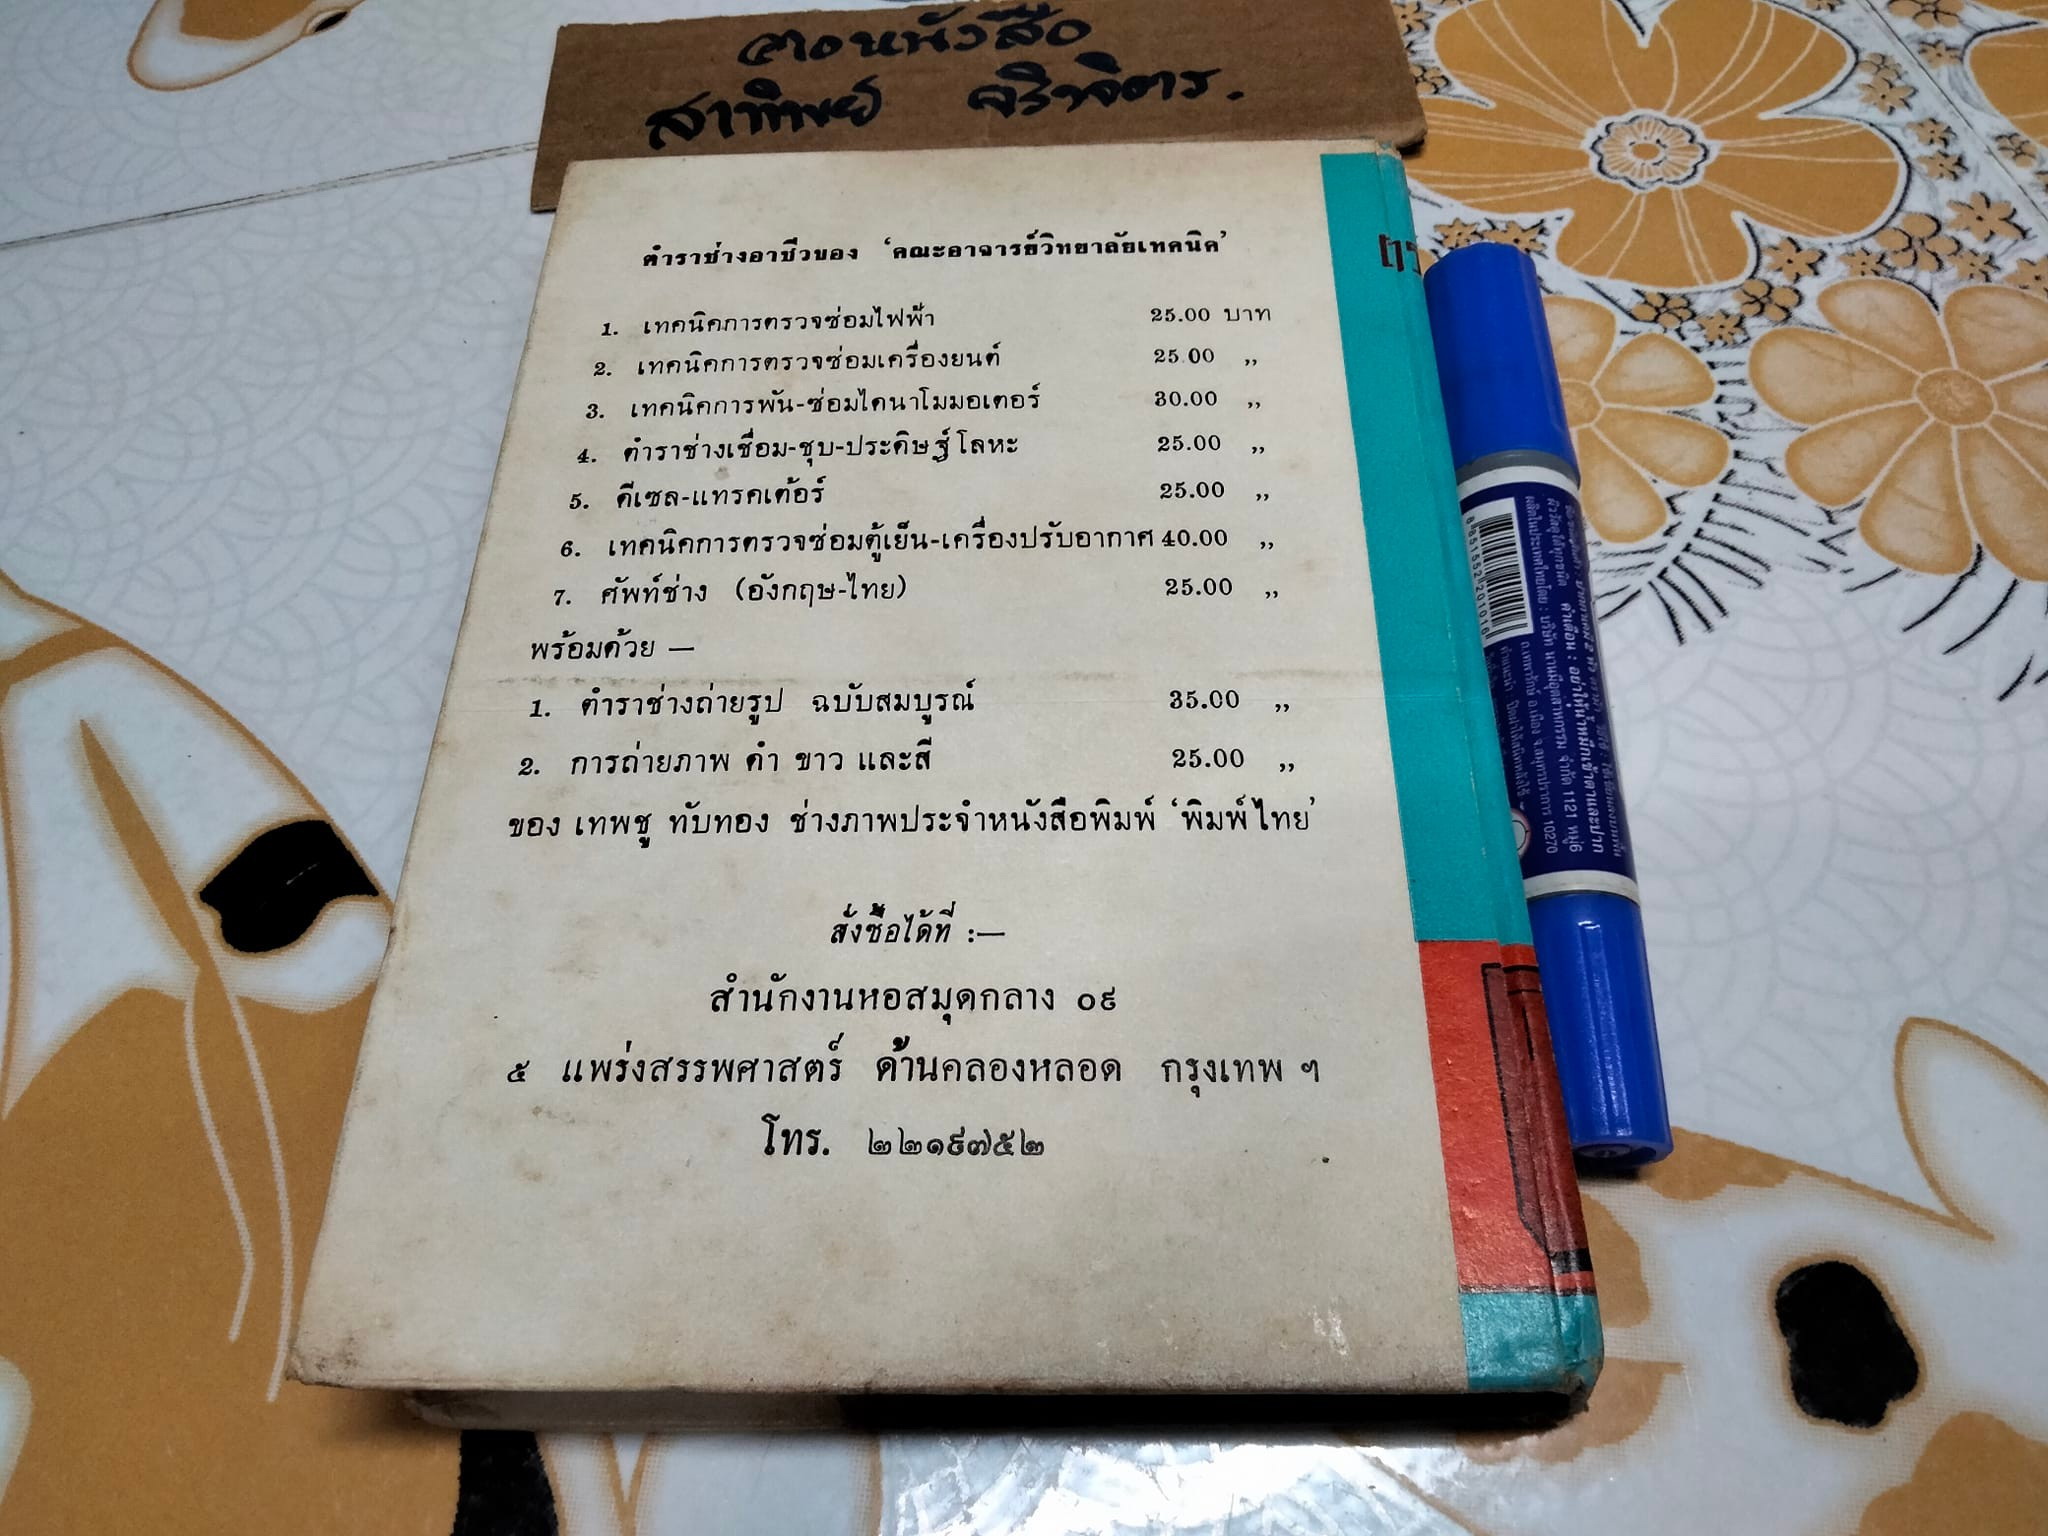 สาทิพย์
ตำราช่างอาชีวของ ‘คณะอาจารย์วิทยาลัยเทคนิค’
1. เทคนิคการตรวจซ่อมไฟฟ้า 25.00 บาท
2. เทคนิคการตรวจซ่อมเครื่องยนต์ 25.00 ,,
3. เทคนิคการพัน-ซ่อมไดนาโมมอเตอร์ 30.00 ,,
4. ตำราช่างเชื่อม-ชุบ-ประดิษฐ์โลหะ 25.00 ,,
5. ดีเซล-แทรคเต้อร์ 25.00 ,,
6. เทคนิคการตรวจซ่อมตู้เย็น-เครื่องปรับอากาศ 40.00 ,,
7. ศัพท์ช่าง (อังกฤษ-ไทย) 25.00 ,,
พร้อมด้วย —
1. ตำราช่างถ่ายรูป ฉบับสมบูรณ์ 35.00 ,,
2. การถ่ายภาพ ดำ ขาว และสี 25.00 ,,
ของ เทพชู ทับทอง ช่างภาพประจำหนังสือพิมพ์ ‘พิมพ์ไทย’
สั่งซื้อได้ที่ :—
สำนักงานหอสมุดกลาง ๐๙
๕ แพร่งสรรพศาสตร์ ด้านคลองหลอด กรุงเทพ ฯ
โทร. ๒๒๑๙๗๕๒
8851552201016